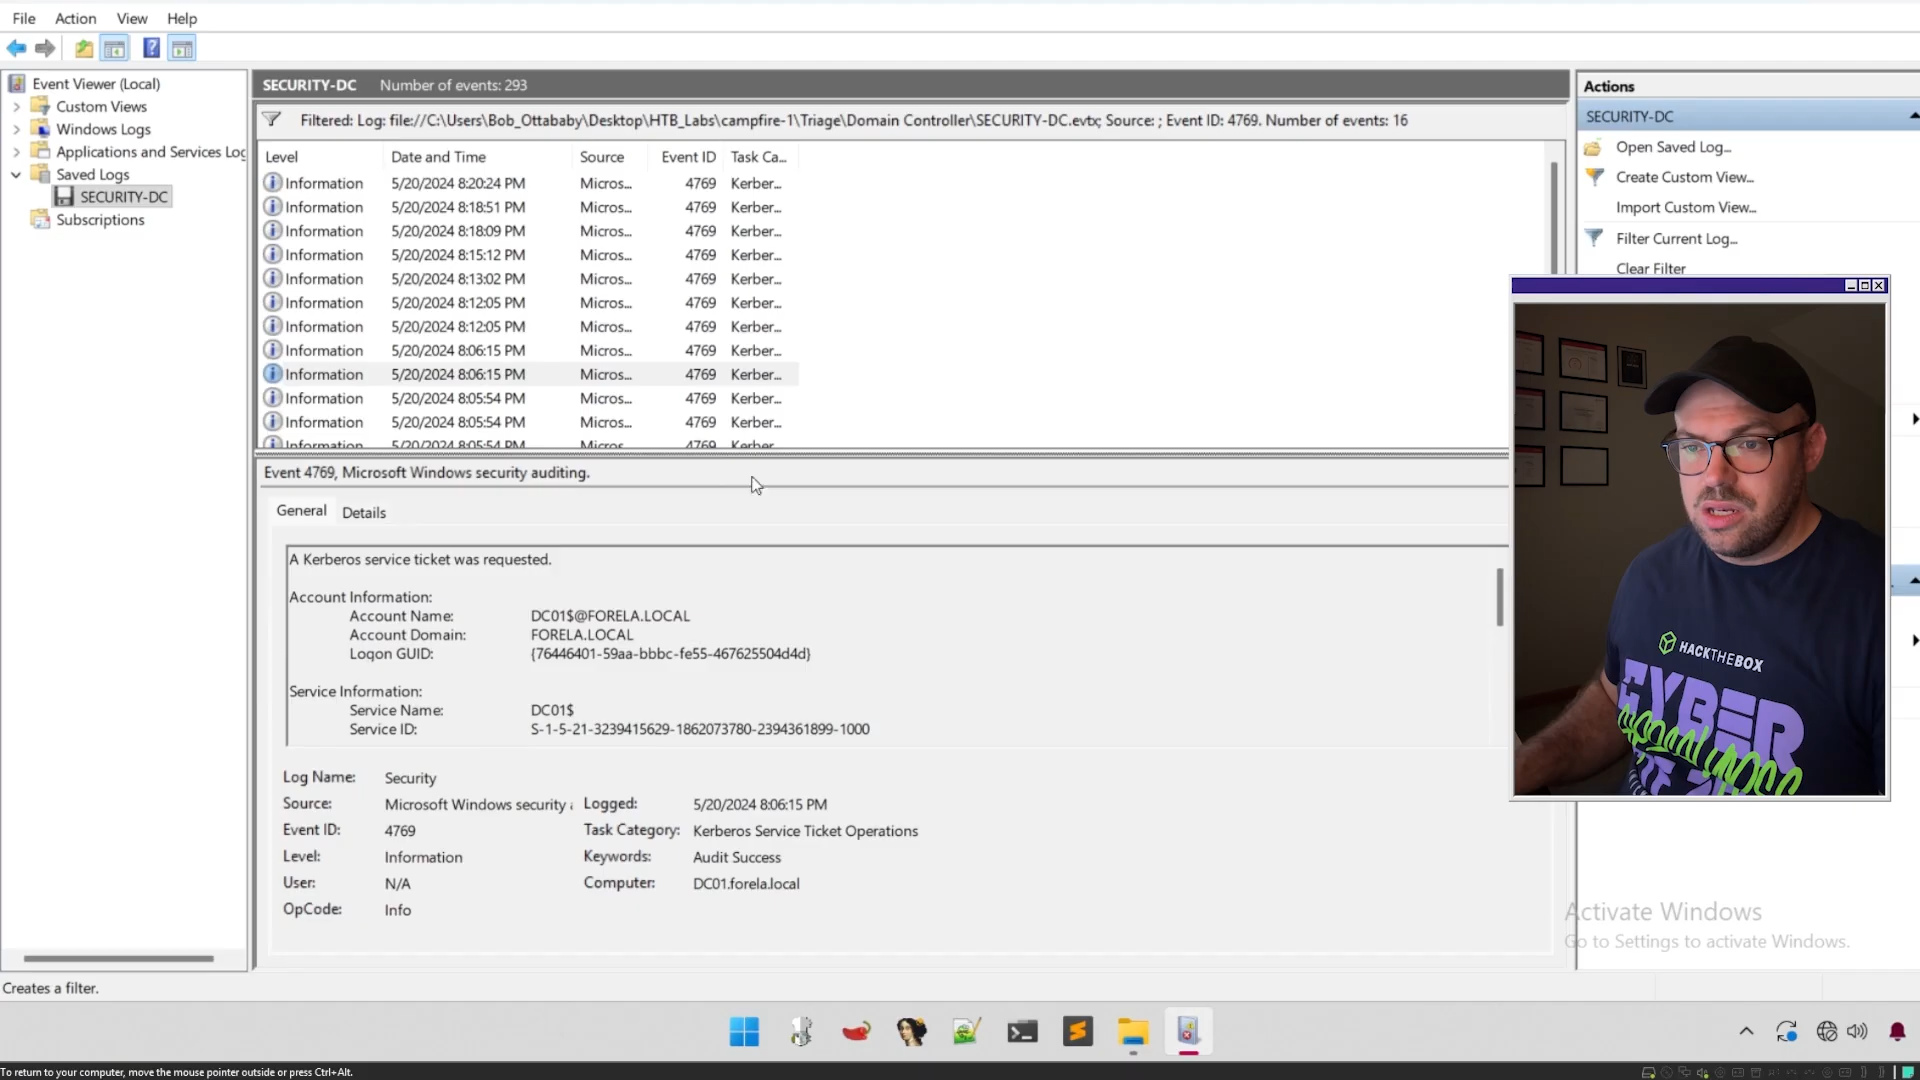 File Action View Help
Event Viewer (Local)
Custom Views
Windows Logs
Applications and Services Log
Saved Logs
SECURITY-DC
Subscriptions
SECURITY-DC Number of events: 293
Filtered: Log: file://C:\Users\Bob_Ottababy\Desktop\HTB_Labs\campfire-1\Triage\Domain Controller\SECURITY-DC.evtx; Source: ; Event ID: 4769. Number of events: 16
Level Date and Time Source Event ID Task Ca...
Information 5/20/2024 8:20:24 PM Micros... 4769 Kerber...
Information 5/20/2024 8:18:51 PM Micros... 4769 Kerber...
Information 5/20/2024 8:18:09 PM Micros... 4769 Kerber...
Information 5/20/2024 8:15:12 PM Micros... 4769 Kerber...
Information 5/20/2024 8:13:02 PM Micros... 4769 Kerber...
Information 5/20/2024 8:12:05 PM Micros... 4769 Kerber...
Information 5/20/2024 8:12:05 PM Micros... 4769 Kerber...
Information 5/20/2024 8:06:15 PM Micros... 4769 Kerber...
Information 5/20/2024 8:06:15 PM Micros... 4769 Kerber...
Information 5/20/2024 8:05:54 PM Micros... 4769 Kerber...
Information 5/20/2024 8:05:54 PM Micros... 4769 Kerber...
Information 5/20/2024 8:05:54 PM Micros... 4769 Kerber...
Event 4769, Microsoft Windows security auditing.
General Details
A Kerberos service ticket was requested.
Account Information:
Account Name: DC01$@FORELA.LOCAL
Account Domain: FORELA.LOCAL
Logon GUID: {76446401-59aa-bbbc-fe55-467625504d4d}
Service Information:
Service Name: DC01$
Service ID: S-1-5-21-3239415629-1862073780-2394361899-1000
Log Name: Security
Source: Microsoft Windows security Logged: 5/20/2024 8:06:15 PM
Event ID: 4769 Task Category: Kerberos Service Ticket Operations
Level: Information Keywords: Audit Success
User: N/A Computer: DC01.forela.local
OpCode: Info
Actions
SECURITY-DC
Open Saved Log...
Create Custom View...
Import Custom View...
Filter Current Log...
Clear Filter
HACKTHEBOX
CYBER
Activate Windows
Go to Settings to activate Windows.
Creates a filter.
To return to your computer, move the mouse pointer outside or press Ctrl+Alt.